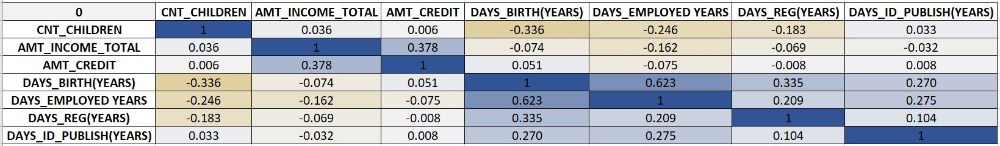 0 CNT_CHILDREN AMT_INCOME_TOTAL AMT_CREDIT DAYS_BIRTH(YEARS) DAYS_EMPLOYED YEARS DAYS_REG(YEARS) DAYS_ID_PUBLISH(YEARS)
CNT_CHILDREN 1 0.036 0.006 -0.336 -0.246 -0.183 0.033
AMT_INCOME_TOTAL 0.036 1 0.378 -0.074 -0.162 -0.069 -0.032
AMT_CREDIT 0.006 0.378 1 0.051 -0.075 -0.008 0.008
DAYS_BIRTH(YEARS) -0.336 -0.074 0.051 1 0.623 0.335 0.270
DAYS_EMPLOYED YEARS -0.246 -0.162 -0.075 0.623 1 0.209 0.275
DAYS_REG(YEARS) -0.183 -0.069 -0.008 0.335 0.209 1 0.104
DAYS_ID_PUBLISH(YEARS) 0.033 -0.032 0.008 0.270 0.275 0.104 1